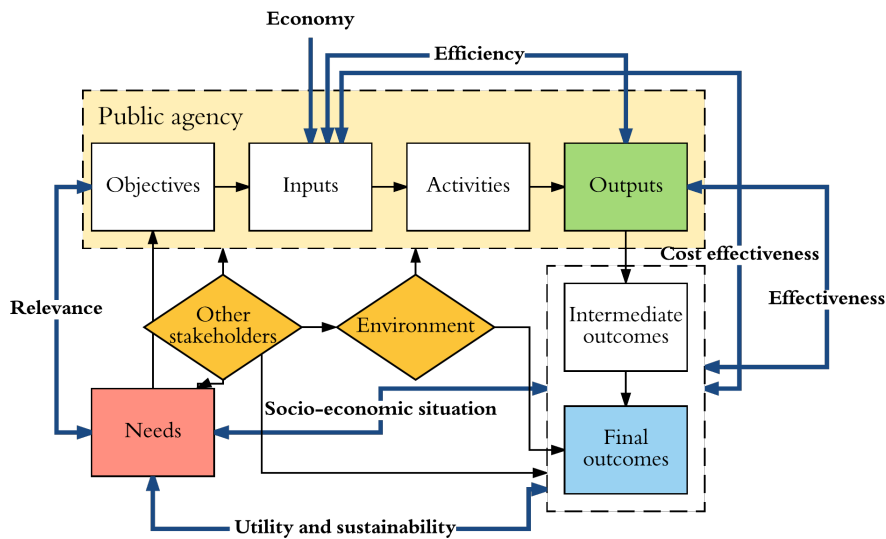 Economy
Efficiency
Public agency
Objectives
Inputs
Activities
Outputs
Cost effectiveness
Effectiveness
Relevance
Other
stakeholders
Environment
Intermediate
outcomes
Socio-economic situation
Needs
Final
outcomes
Utility and sustainability